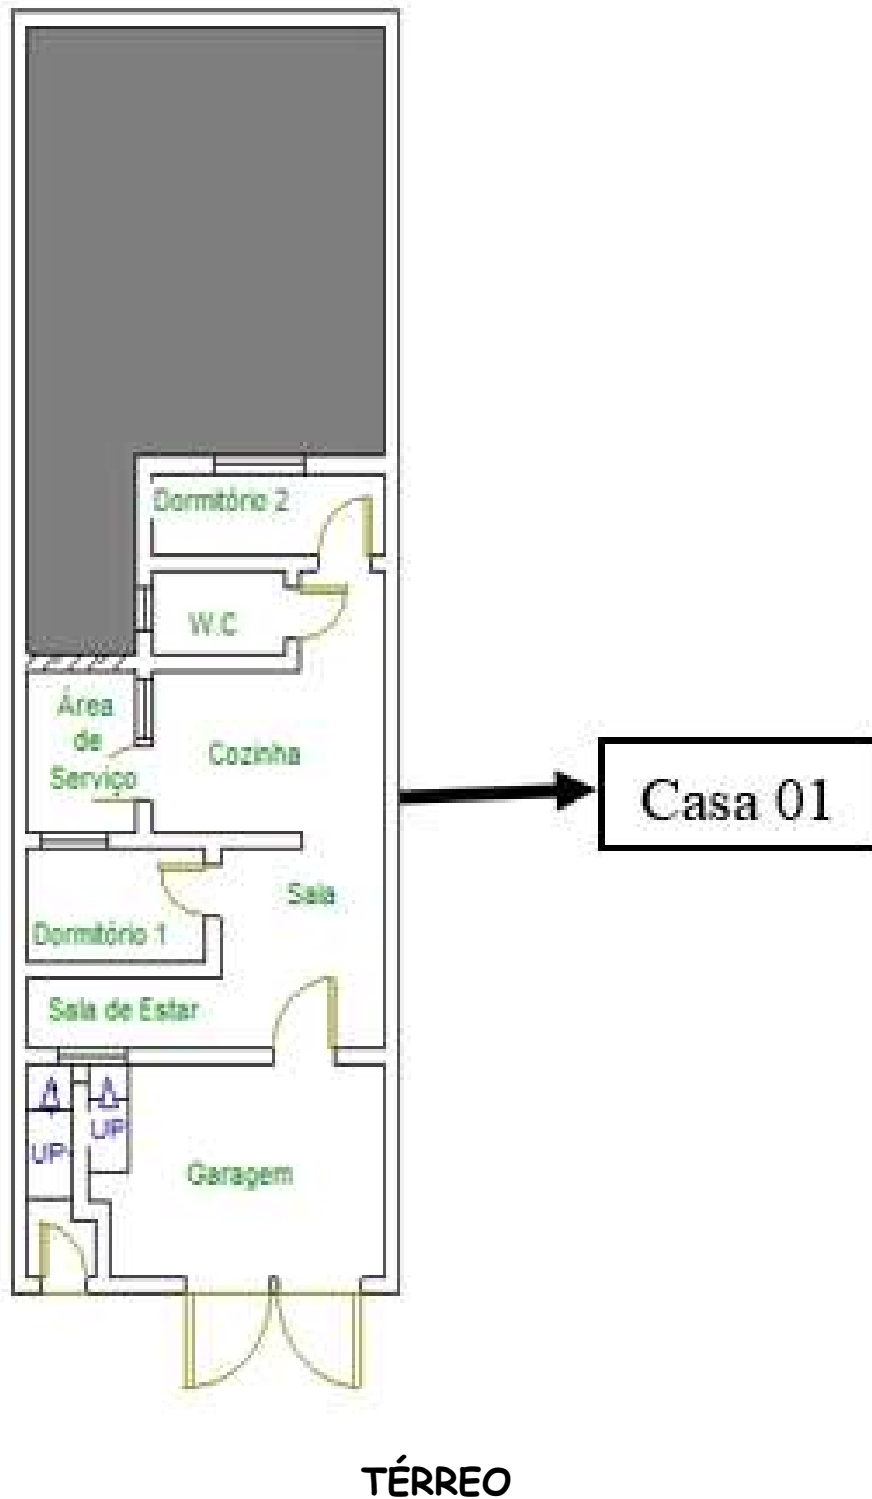 Dormitório 2
W.C
Área
de
Serviço
Cozinha
Casa 01
Sala
Dormitório 1
Sala de Estar
UP
UP
Garagem
TÉRREO